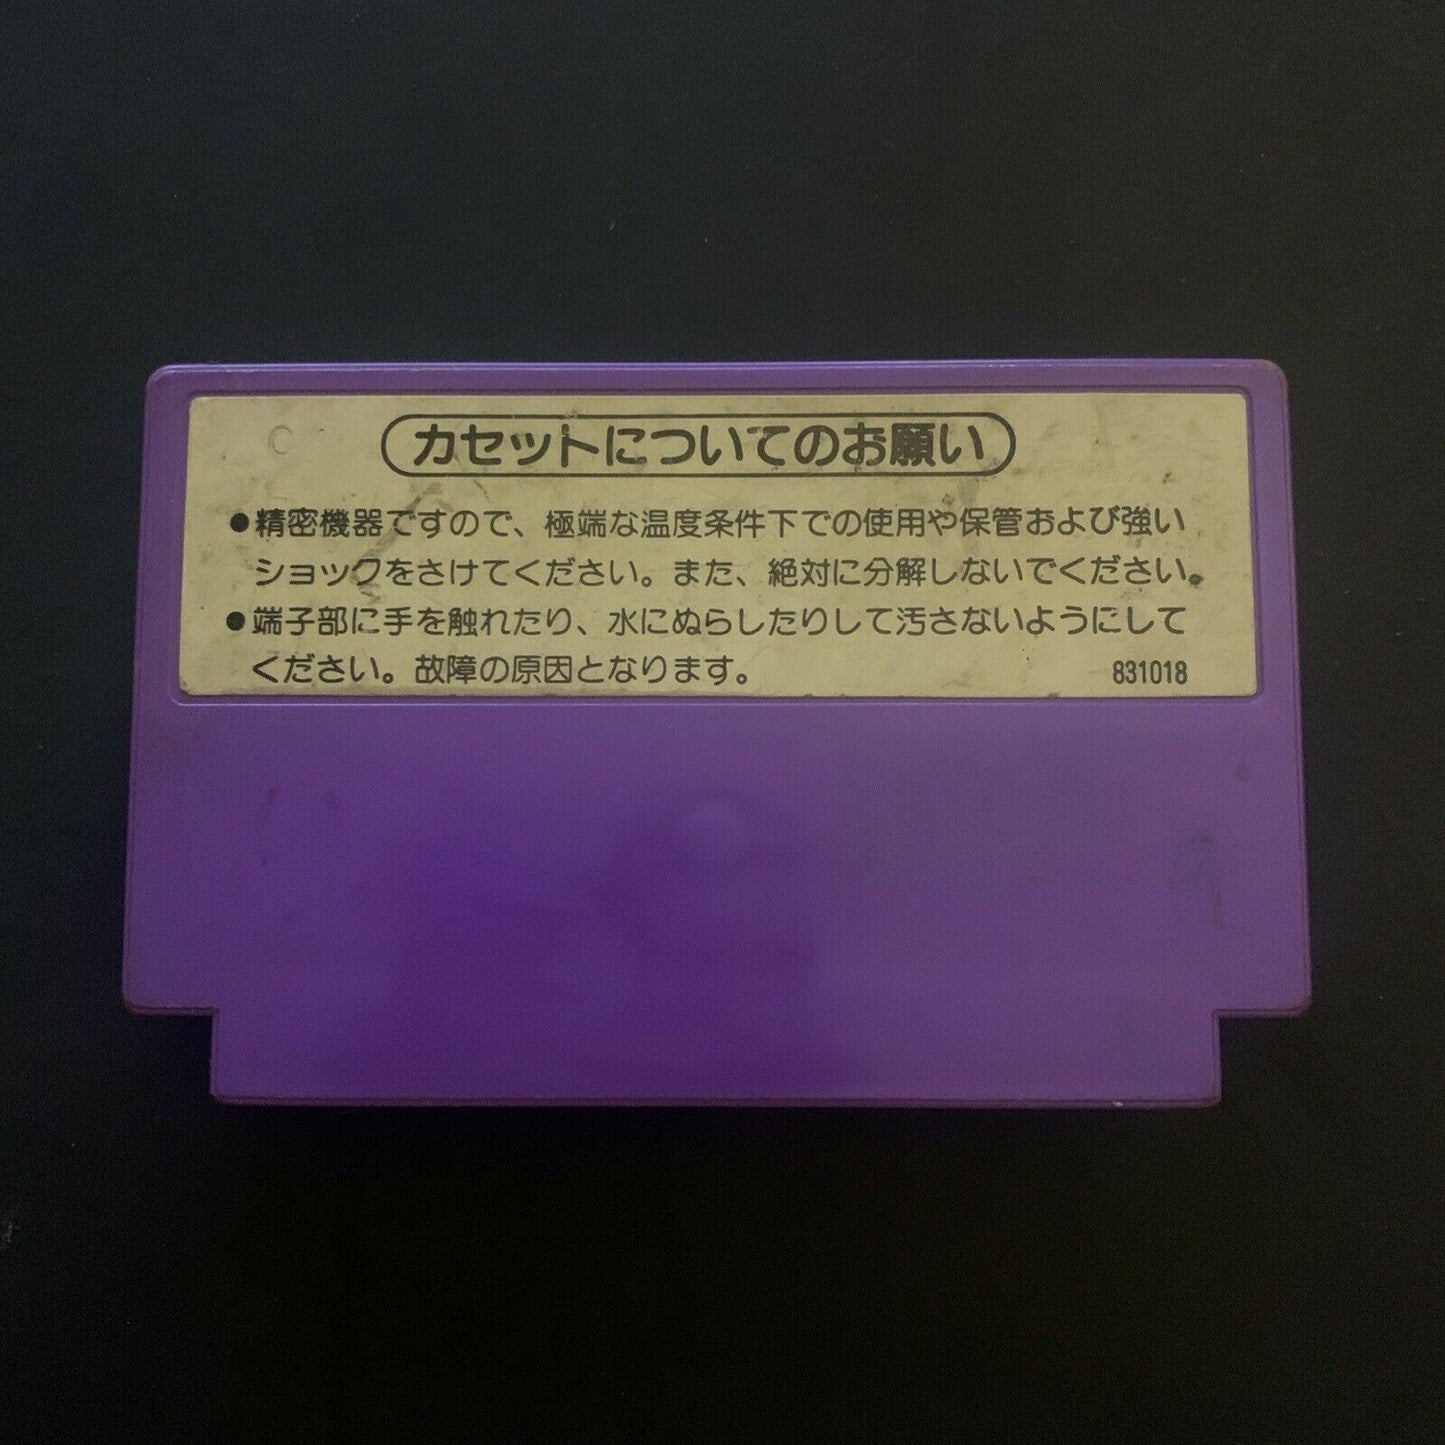 カセットについてのお願い
●精密機器ですので、極端な温度条件下での使用や保管および強い
ショックをさけてください。また、絶対に分解しないでください。
●端子部に手を触れたり、水にぬらしたりして汚さないようにして
ください。故障の原因となります。 831018